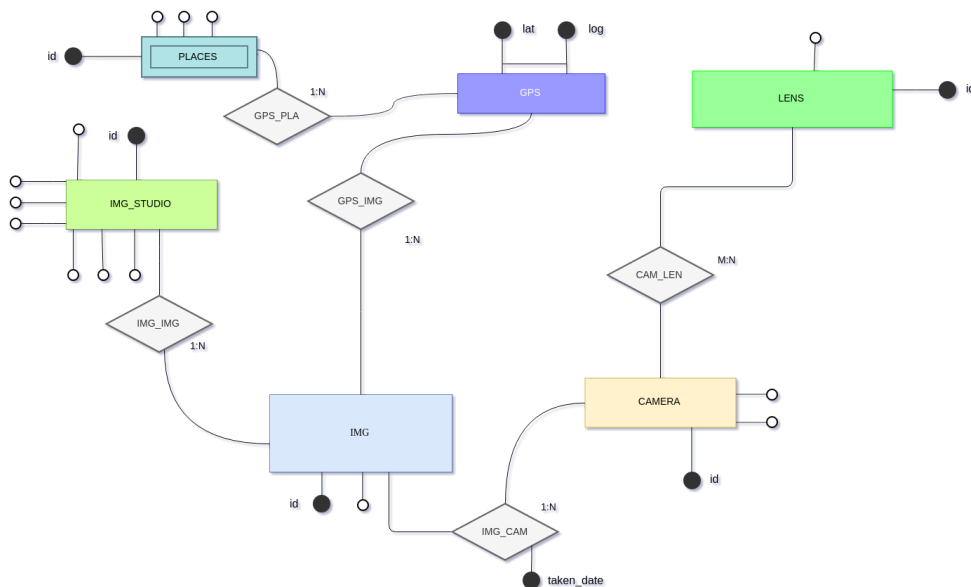 lat
log
id
PLACES
1:N
GPS
LENS
id
GPS_PLA
id
IMG_STUDIO
GPS_IMG
1:N
CAM_LEN
M:N
IMG_IMG
1:N
CAMERA
IMG
id
id
1:N
IMG_CAM
taken_date